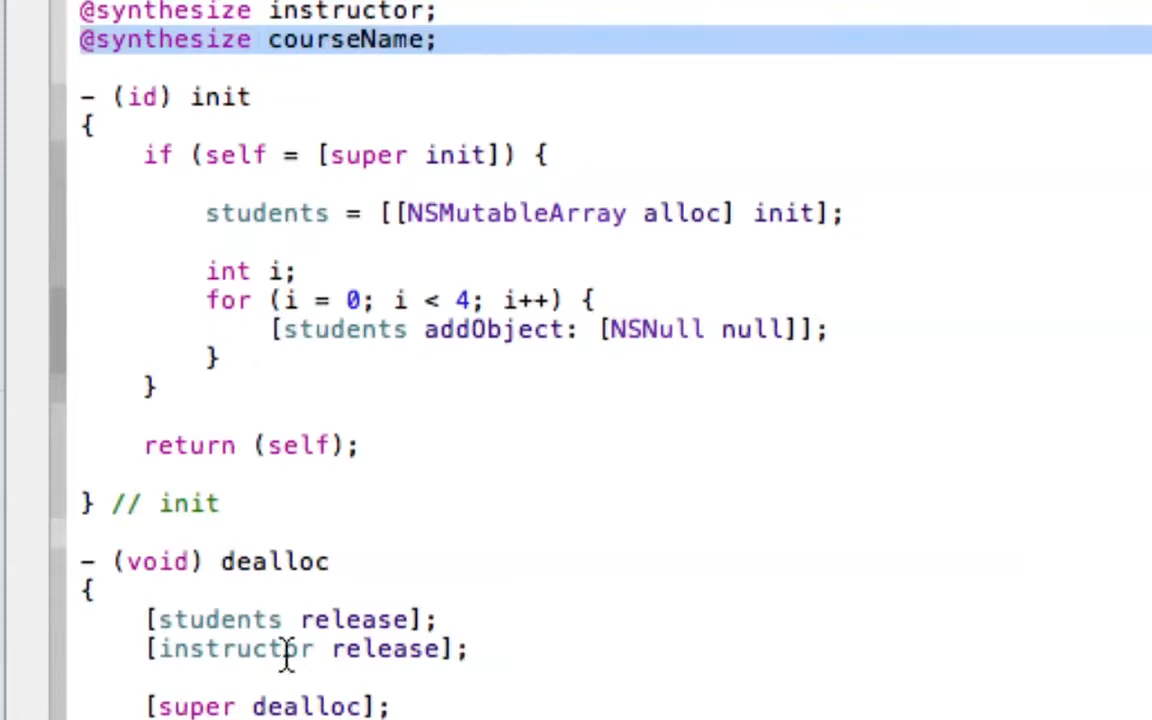 @synthesize instructor;
@synthesize courseName;
- (id) init
{
if (self = [super init]) {
students = [[NSMutableArray alloc] init];
int i;
for (i = 0; i < 4; i++) {
[students addObject: [NSNull null]];
}
}
return (self);
} // init
- (void) dealloc
{
[students release];
[instructor release];
[super dealloc];